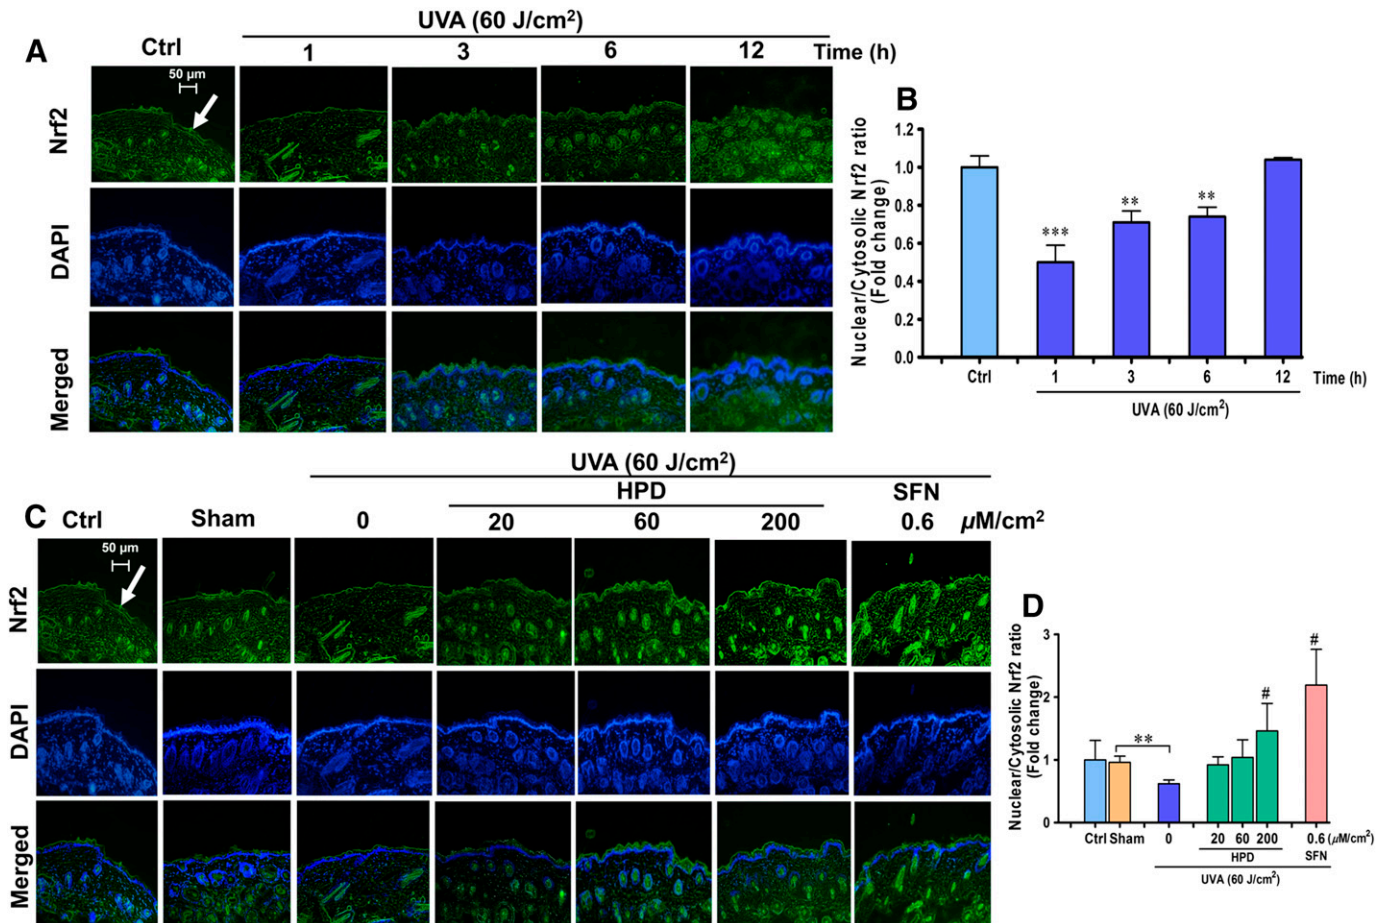 A
UVA (60 J/cm²)
Ctrl 1 3 6 12 Time (h)
50 µm
Nrf2
DAPI
Merged
B
Nuclear/Cytosolic Nrf2 ratio
(Fold change)
1.2
1.0
0.8
0.6
0.4
0.2
0.0
***
**
**
Ctrl 1 3 6 12 Time (h)
UVA (60 J/cm²)
C
UVA (60 J/cm²)
HPD SFN
Ctrl Sham 0 20 60 200 0.6 µM/cm²
50 µm
Nrf2
DAPI
Merged
D
Nuclear/Cytosolic Nrf2 ratio
(Fold change)
3
2
1
0
**
#
#
Ctrl Sham 0 20 60 200 0.6 (µM/cm²)
HPD SFN
UVA (60 J/cm²)